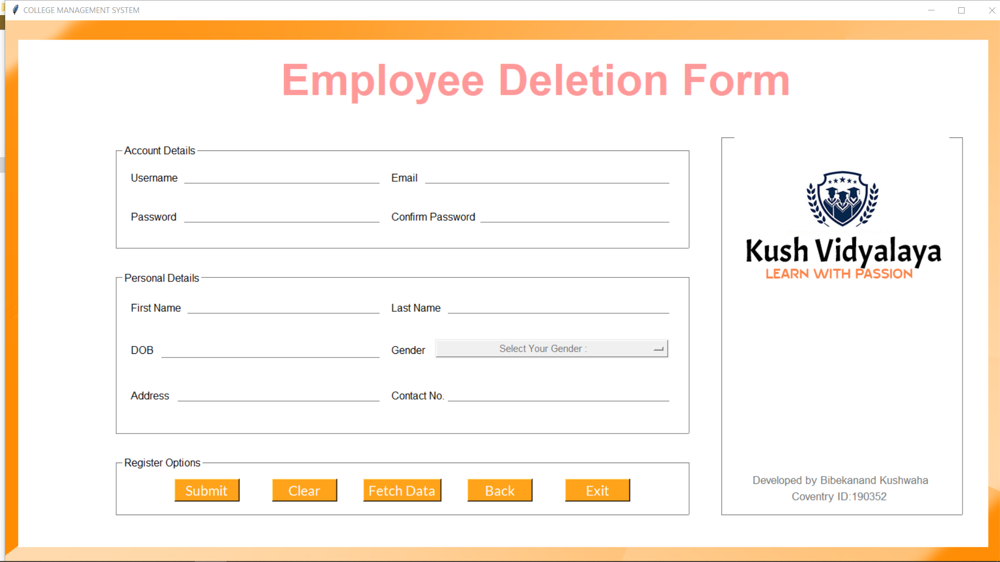 COLLEGE MANAGEMENT SYSTEM
Employee Deletion Form
Account Details
Username
Email
Password
Confirm Password
Personal Details
First Name
Last Name
DOB
Gender
Select Your Gender :
Address
Contact No.
Register Options
Submit
Clear
Fetch Data
Back
Exit
Kush Vidyalaya
LEARN WITH PASSION
Developed by Bibekanand Kushwaha
Coventry ID:190352